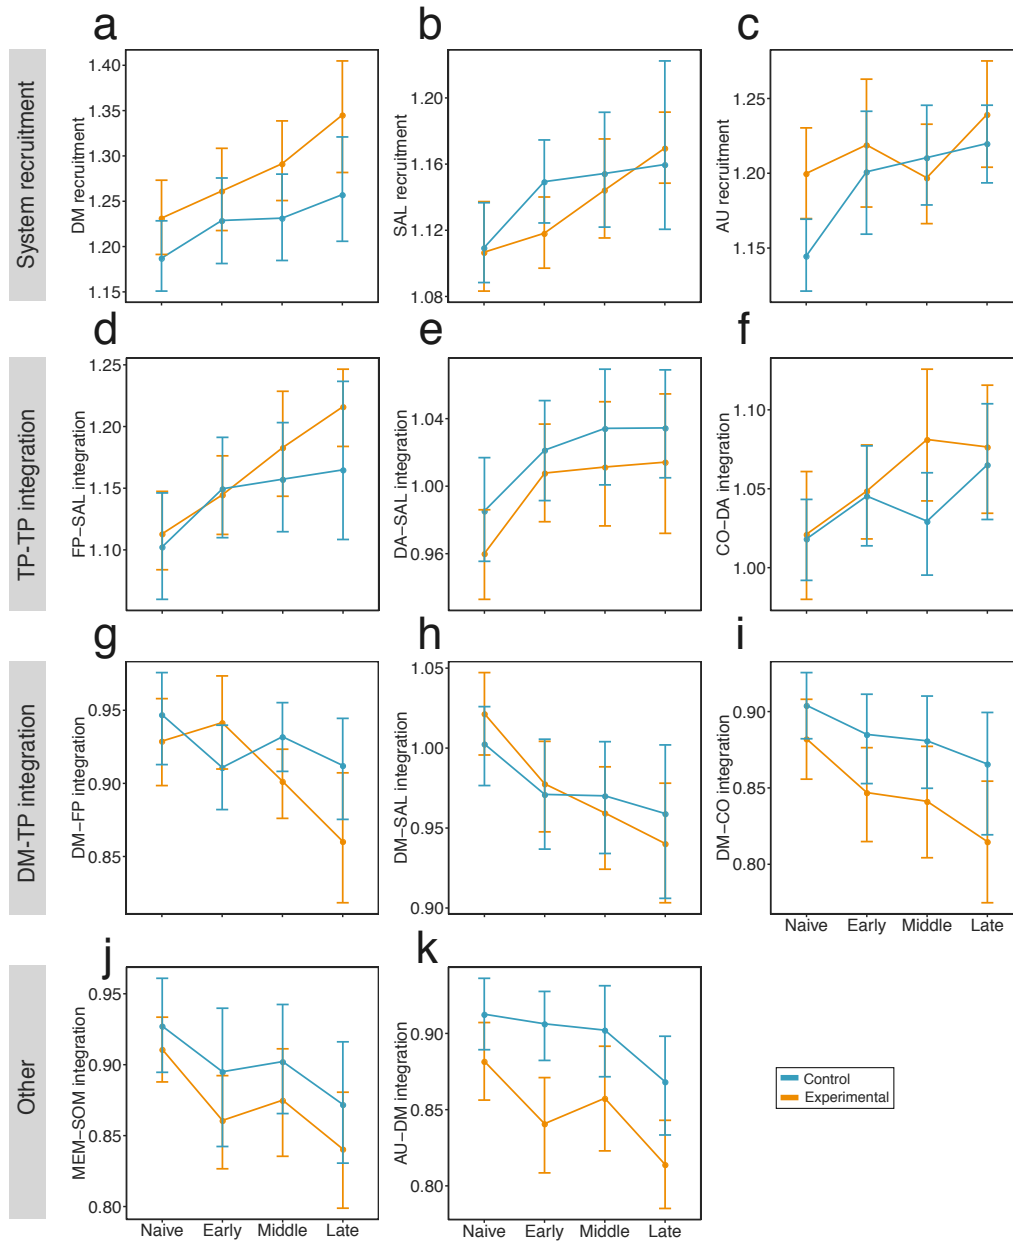 a
b
c
System recruitment
DM recruitment
1.40
1.35
1.30
1.25
1.20
1.15
SAL recruitment
1.20
1.16
1.12
1.08
AU recruitment
1.25
1.20
1.15
d
e
f
TP-TP integration
FP−SAL integration
1.25
1.20
1.15
1.10
DA−SAL integration
1.04
1.00
0.96
CO−DA integration
1.10
1.05
1.00
g
h
i
DM-TP integration
DM−FP integration
0.95
0.90
0.85
DM−SAL integration
1.05
1.00
0.95
0.90
DM−CO integration
0.90
0.85
0.80
Naive Early Middle Late
j
k
Other
MEM−SOM integration
0.95
0.90
0.85
0.80
Naive Early Middle Late
AU−DM integration
0.90
0.85
0.80
Naive Early Middle Late
Control
Experimental